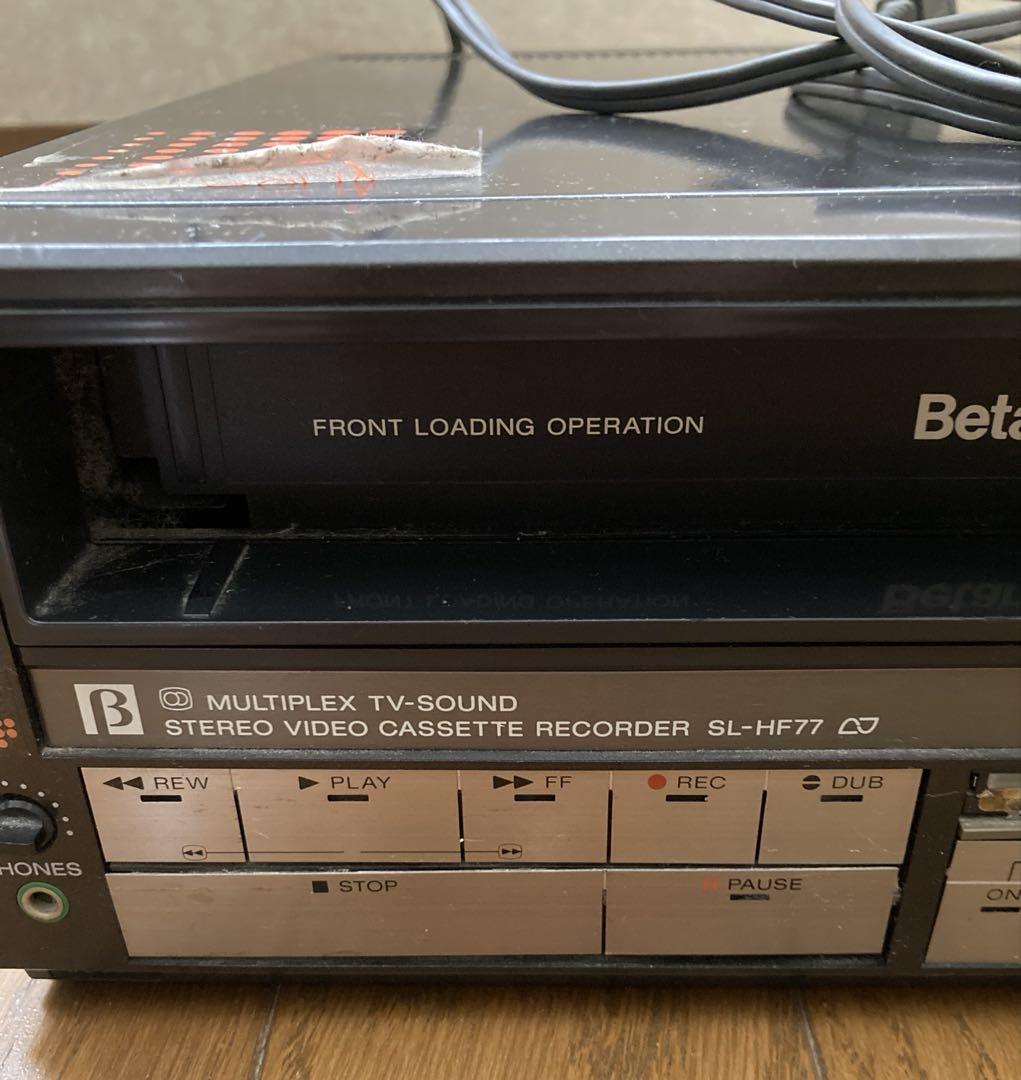 FRONT LOADING OPERATION
Beta
β MULTIPLEX TV-SOUND
STEREO VIDEO CASSETTE RECORDER SL-HF77
REW
PLAY
FF
REC
DUB
HONES
STOP
PAUSE
ON